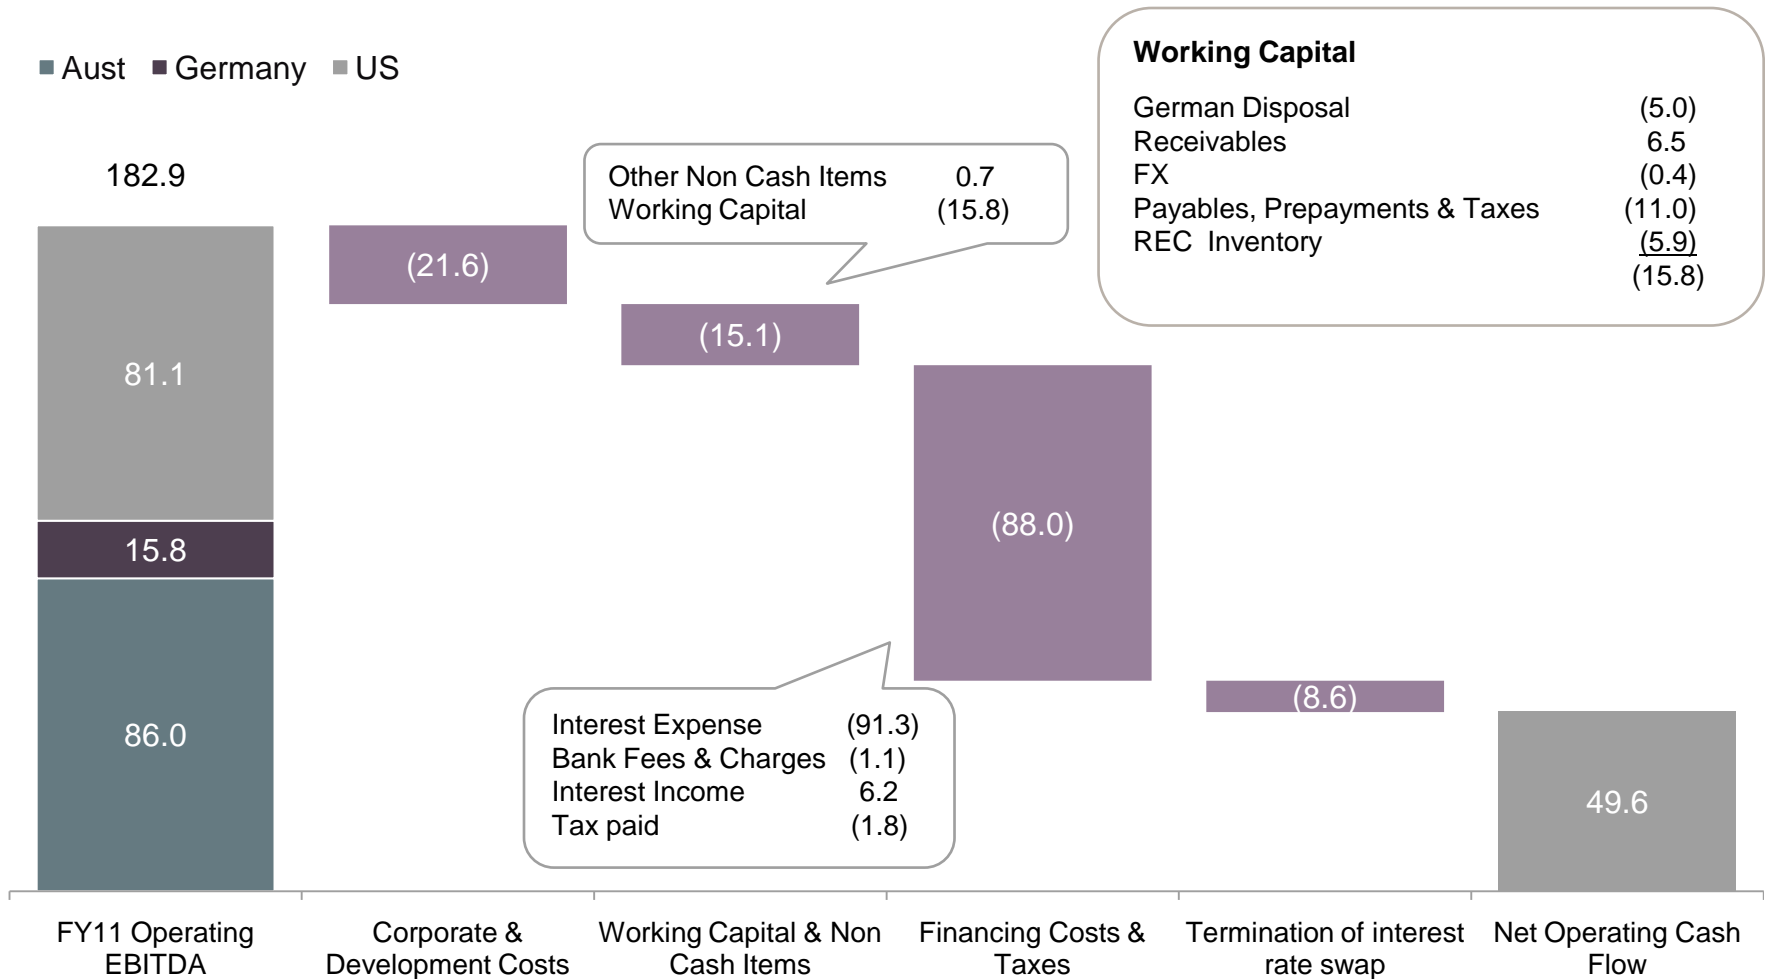 Aust Germany US
Working Capital
German Disposal (5.0)
Receivables 6.5
FX (0.4)
Payables, Prepayments & Taxes (11.0)
REC Inventory (5.9)
(15.8)
Other Non Cash Items 0.7
Working Capital (15.8)
182.9
81.1
15.8
86.0
(21.6)
(15.1)
(88.0)
(8.6)
49.6
Interest Expense (91.3)
Bank Fees & Charges (1.1)
Interest Income 6.2
Tax paid (1.8)
FY11 Operating
EBITDA
Corporate &
Development Costs
Working Capital & Non
Cash Items
Financing Costs &
Taxes
Termination of interest
rate swap
Net Operating Cash
Flow